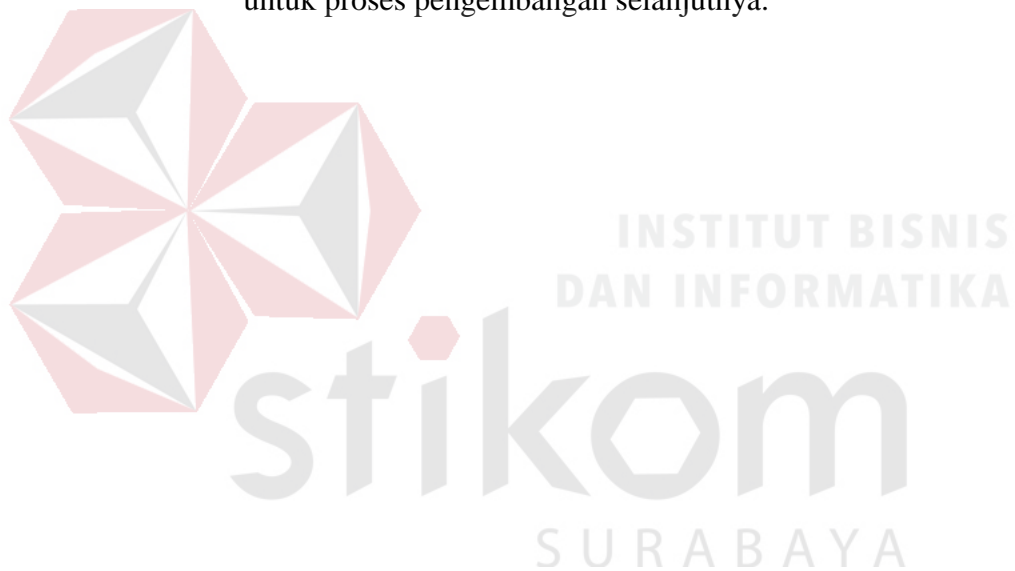 untuk proses pengembangan selanjutnya.
INSTITUT BISNIS
DAN INFORMATIKA
stikom
SURABAYA